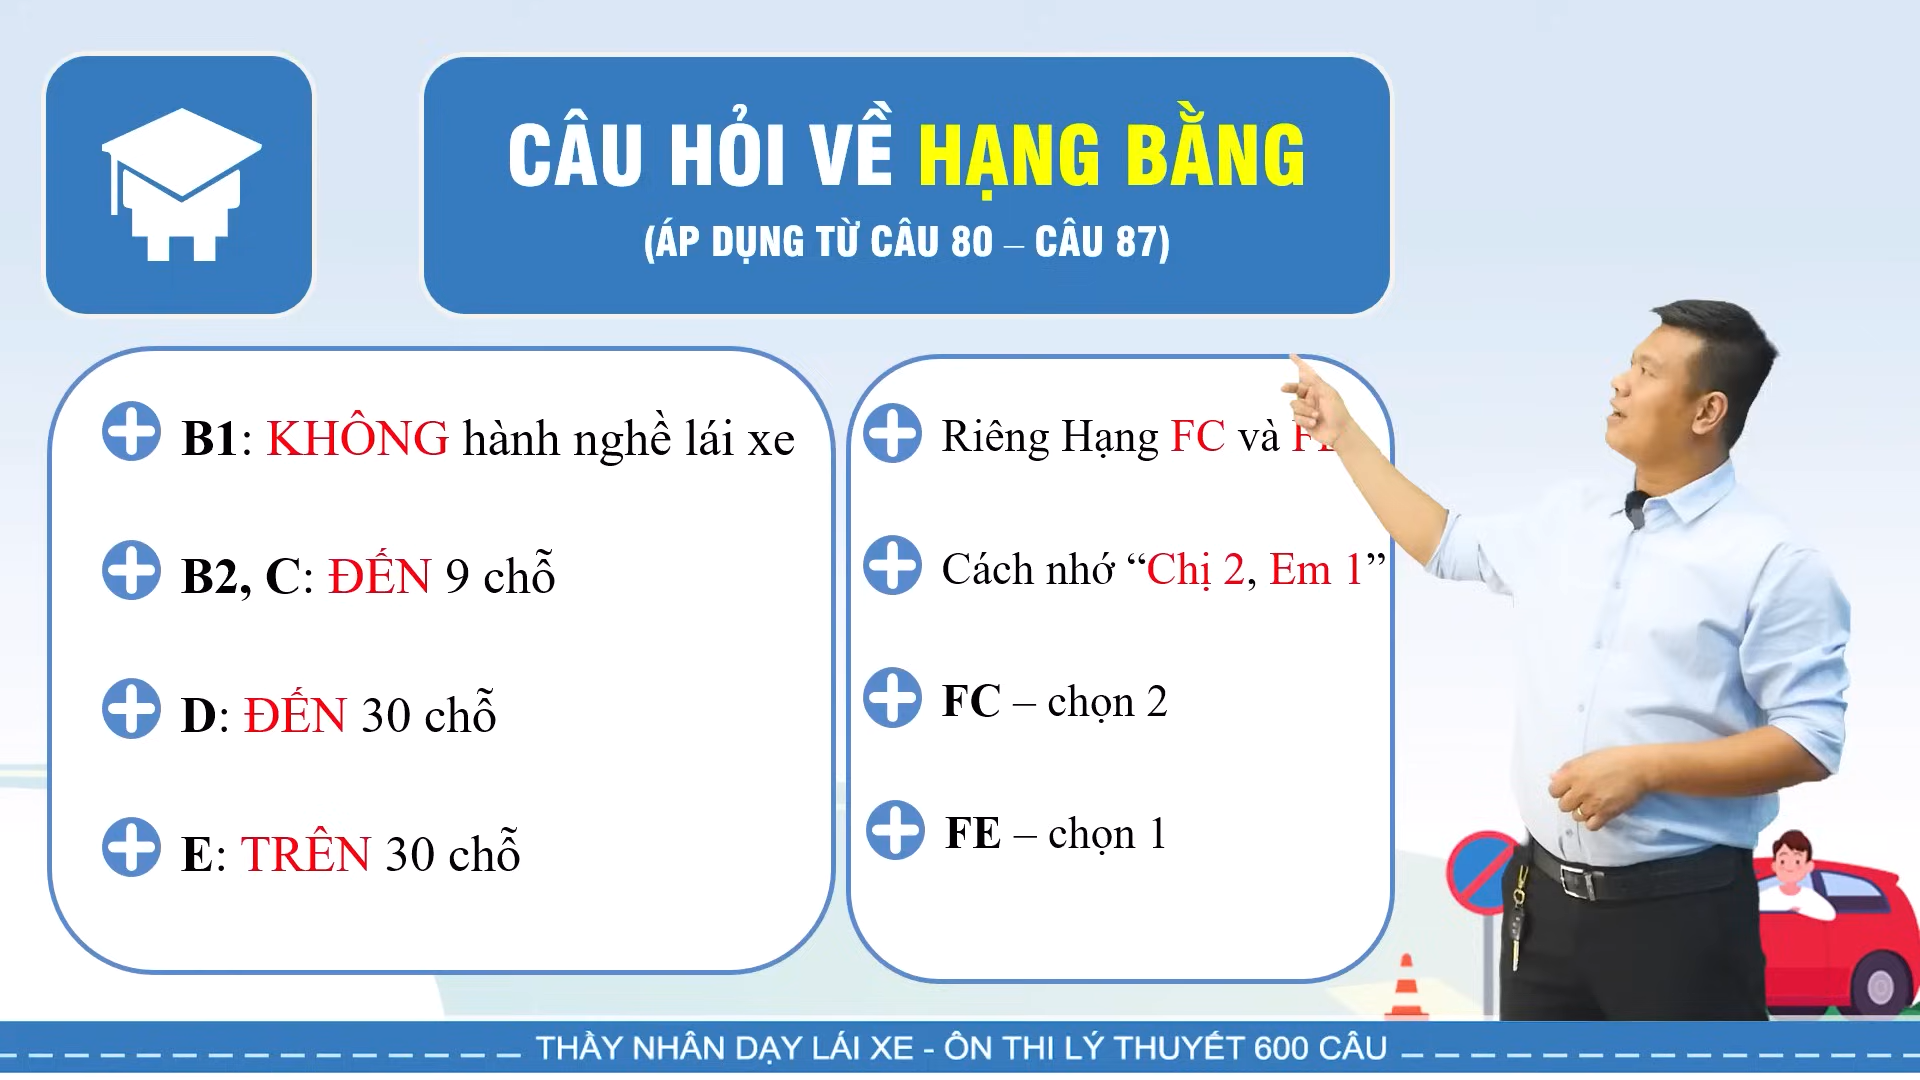 CÂU HỎI VỀ HẠNG BẰNG
(ÁP DỤNG TỪ CÂU 80 – CÂU 87)
B1: KHÔNG hành nghề lái xe
B2, C: ĐẾN 9 chỗ
D: ĐẾN 30 chỗ
E: TRÊN 30 chỗ
Riêng Hạng FC và
Cách nhớ “Chị 2, Em 1”
FC – chọn 2
FE – chọn 1
THẦY NHÂN DẠY LÁI XE - ÔN THI LÝ THUYẾT 600 CÂU